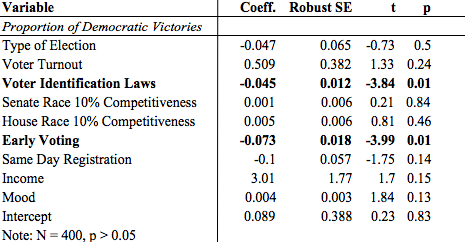 Variable Coeff. Robust SE t p
Proportion of Democratic Victories
Type of Election -0.047 0.065 -0.73 0.5
Voter Turnout 0.509 0.382 1.33 0.24
Voter Identification Laws -0.045 0.012 -3.84 0.01
Senate Race 10% Competitiveness 0.001 0.006 0.21 0.84
House Race 10% Competitiveness 0.005 0.006 0.81 0.46
Early Voting -0.073 0.018 -3.99 0.01
Same Day Registration -0.1 0.057 -1.75 0.14
Income 3.01 1.77 1.7 0.15
Mood 0.004 0.003 1.84 0.13
Intercept 0.089 0.388 0.23 0.83
Note: N = 400, p > 0.05